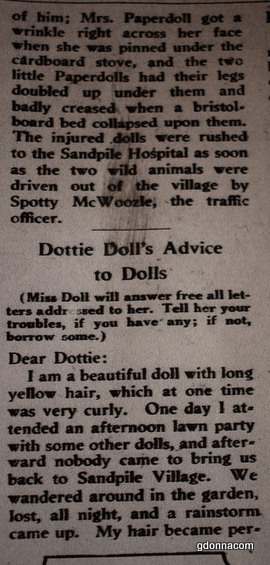 of him; Mrs. Paperdoll got a
wrinkle right across her face
when she was pinned under the
cardboard stove, and the two
little Paperdolls had their legs
doubled up under them and
badly creased when a bristol-
board bed collapsed upon them.
The injured dolls were rushed
to the Sandpile Hospital as soon
as the two wild animals were
driven out of the village by
Spotty McWoozle, the traffic
officer.
Dottie Doll's Advice
to Dolls
(Miss Doll will answer free all let-
ters addressed to her. Tell her your
troubles, if you have any; if not,
borrow some.)
Dear Dottie:
I am a beautiful doll with long
yellow hair, which at one time
was very curly. One day I at-
tended an afternoon lawn party
with some other dolls, and after-
ward nobody came to bring us
back to Sandpile Village. We
wandered around in the garden,
lost, all night, and a rainstorm
came up. My hair became per-
gdonnacom